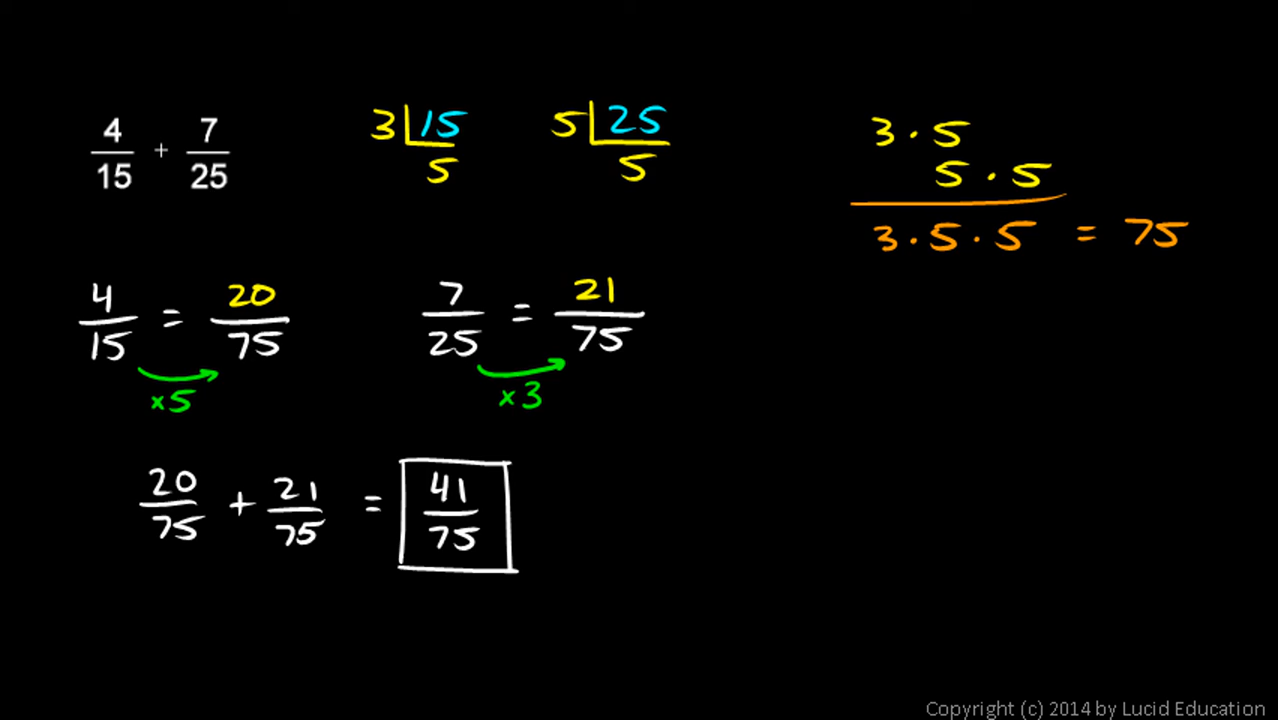 4/15 + 7/25
3 | 15
5
5 | 25
5
3 · 5
5 · 5
3 · 5 · 5 = 75
4/15 = 20/75
×5
7/25 = 21/75
×3
20/75 + 21/75 = 41/75
Copyright (c) 2014 by Lucid Education